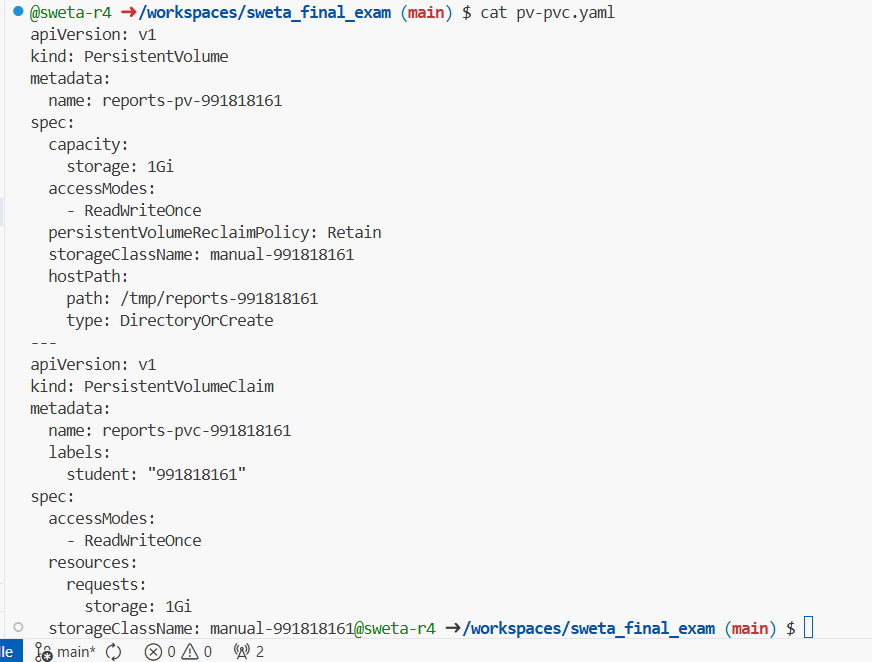 @sweta-r4 ➜/workspaces/sweta_final_exam (main) $ cat pv-pvc.yaml
apiVersion: v1
kind: PersistentVolume
metadata:
  name: reports-pv-991818161
spec:
  capacity:
    storage: 1Gi
  accessModes:
    - ReadWriteOnce
  persistentVolumeReclaimPolicy: Retain
  storageClassName: manual-991818161
  hostPath:
    path: /tmp/reports-991818161
    type: DirectoryOrCreate
---
apiVersion: v1
kind: PersistentVolumeClaim
metadata:
  name: reports-pvc-991818161
  labels:
    student: "991818161"
spec:
  accessModes:
    - ReadWriteOnce
  resources:
    requests:
      storage: 1Gi
  storageClassName: manual-991818161@sweta-r4 ➜/workspaces/sweta_final_exam (main) $
le main* 0 0 2